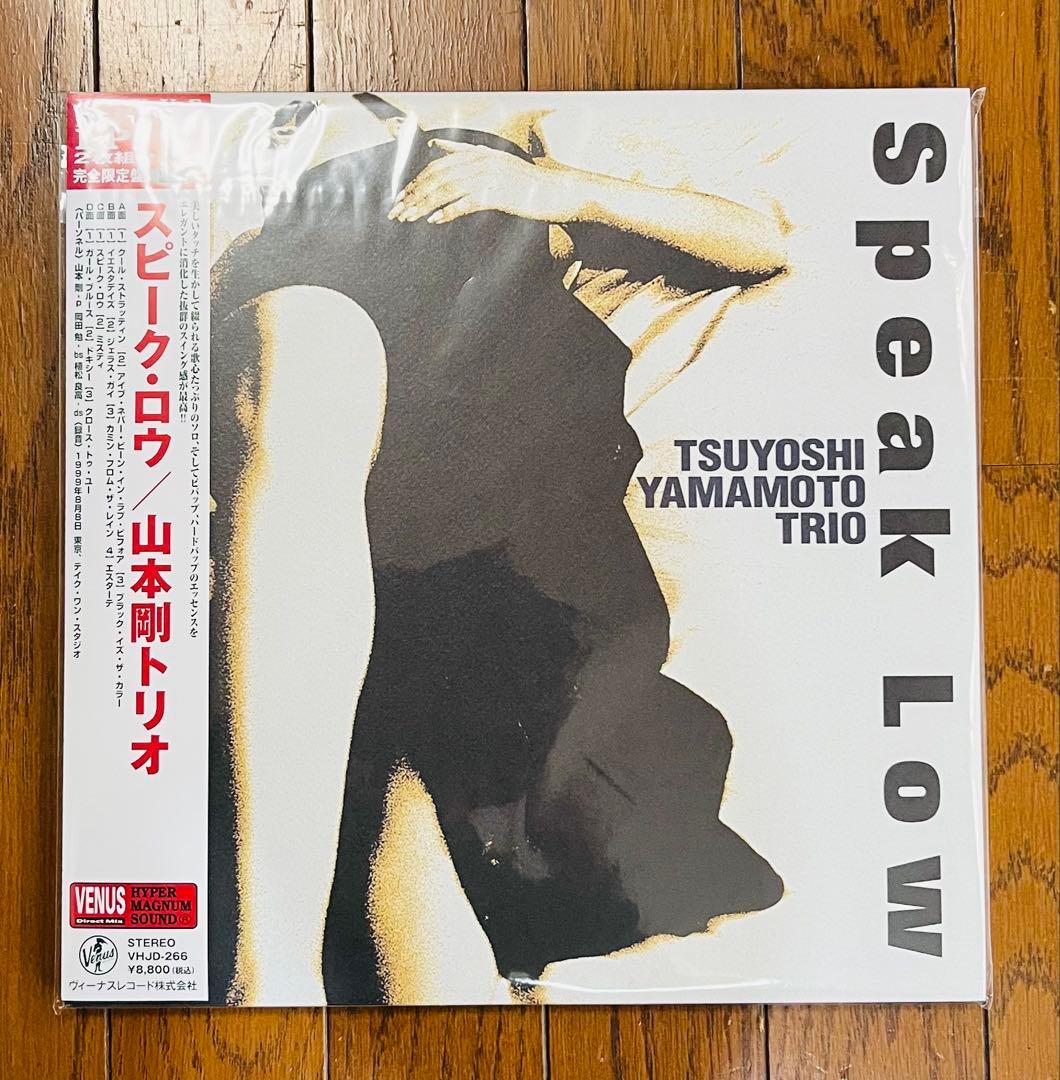 2枚組
完全限定盤
美しいタッチを生かして綴られる歌心たっぷりのソロ、そしてビバップ、ハードバップのエッセンスを
エレガントに消化した抜群のスイング感が最高!!
スピーク・ロウ/山本剛トリオ
A面 [1] クール・ストラッティン [2] アイブ・ネバー・ビーン・イン・ラブ・ビフォア [3] ブラック・イズ・ザ・カラー
B面 [1] イエスタデイズ [2] ジェラス・ガイ [3] カミン・フロム・ザ・レイン 4] エスターテ
C面 [1] スピーク・ロウ [2] ミスティ
D面 [1] ガール・ブルース [2] ドキシー [3] クロース・トゥ・ユー
《パーソネル》山本 剛 - p 岡田 勉 - bs 植松 良高 - ds 《録音》1999年8月6日 東京、テイク・ワン・スタジオ
VENUS
Direct Mix
HYPER
MAGNUM
SOUND®
Venus
STEREO
VHJD-266
¥8,800(税込)
ヴィーナスレコード株式会社
Speak Low
TSUYOSHI
YAMAMOTO
TRIO